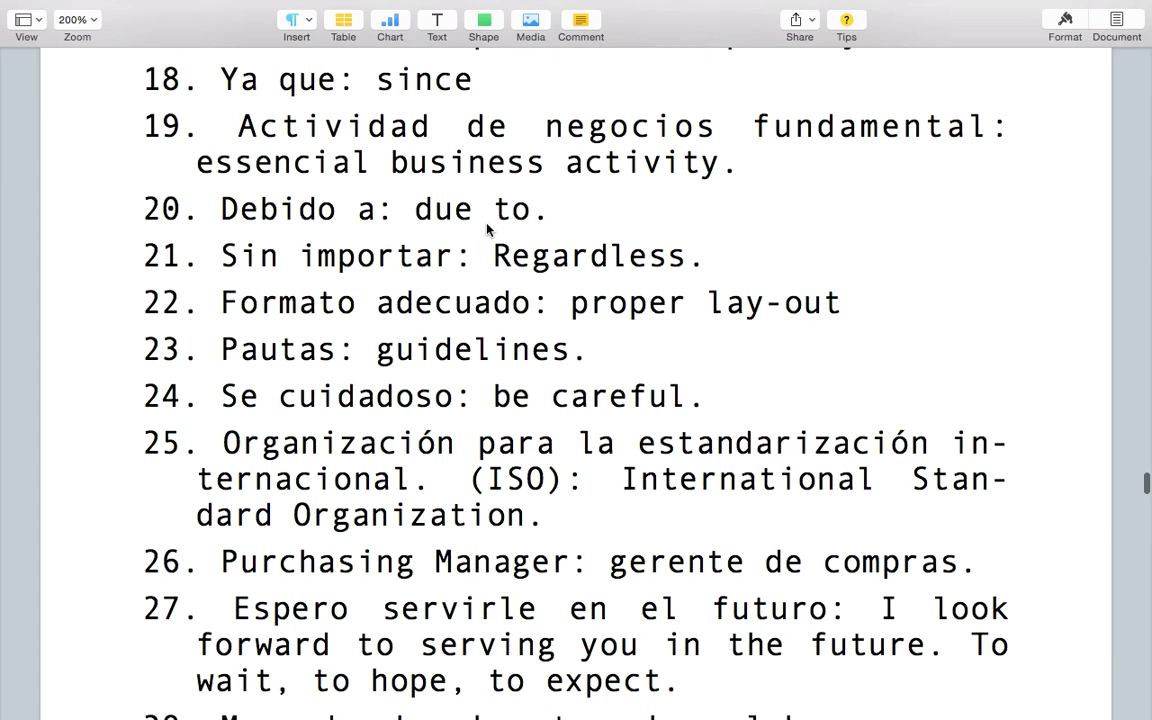 200%
View
Zoom
Insert
Table
Chart
T
Text
Shape
Media
Comment
Share
?
Tips
Format
Document
18. Ya que: since
19. Actividad de negocios fundamental:
essencial business activity.
20. Debido a: due to.
21. Sin importar: Regardless.
22. Formato adecuado: proper lay-out
23. Pautas: guidelines.
24. Se cuidadoso: be careful.
25. Organización para la estandarización in-
ternacional. (ISO): International Stan-
dard Organization.
26. Purchasing Manager: gerente de compras.
27. Espero servirle en el futuro: I look
forward to serving you in the future. To
wait, to hope, to expect.